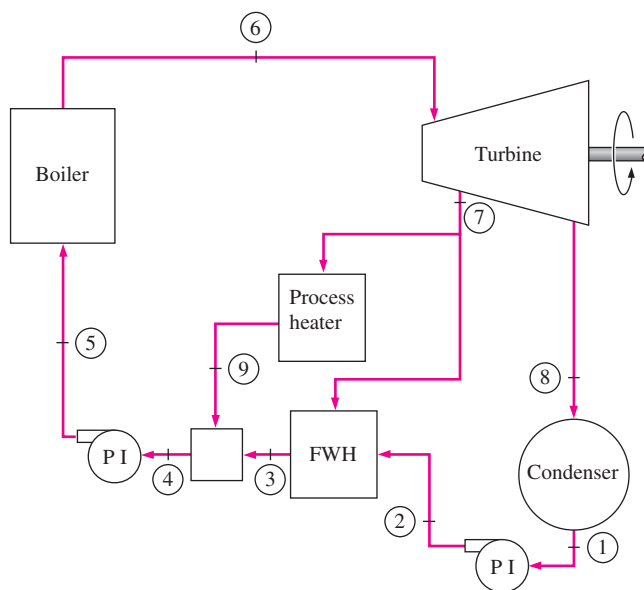 6
Boiler
Turbine
7
Process
heater
5
9
8
P I
4
3
FWH
2
Condenser
P I
1